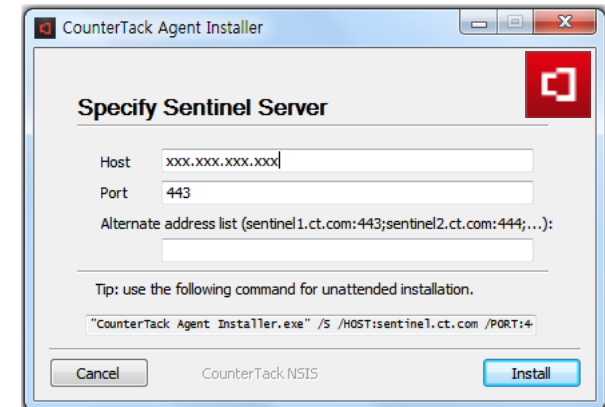 CounterTack Agent Installer
Specify Sentinel Server
Host xxx.xxx.xxx.xxx
Port 443
Alternate address list (sentinel1.ct.com:443;sentinel2.ct.com:444;...):
Tip: use the following command for unattended installation.
"CounterTack Agent Installer.exe" /S /HOST:sentinel.ct.com /PORT:4
Cancel CounterTack NSIS Install